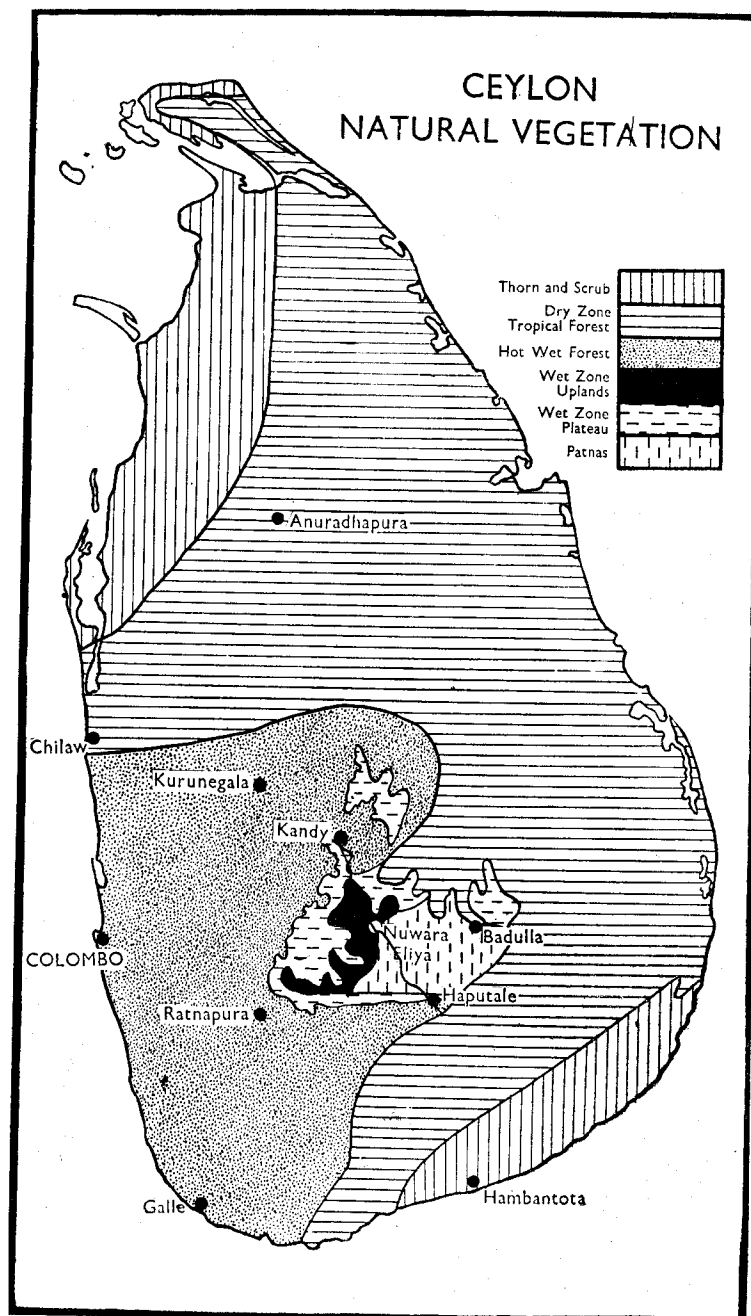 CEYLON
NATURAL VEGETATION
Thorn and Scrub
Dry Zone
Tropical Forest
Hot Wet Forest
Wet Zone
Uplands
Wet Zone
Plateau
Patnas
Anuradhapura
Chilaw
Kurunegala
Kandy
COLOMBO
Nuwara
Eliya
Badulla
Haputale
Ratnapura
Galle
Hambantota